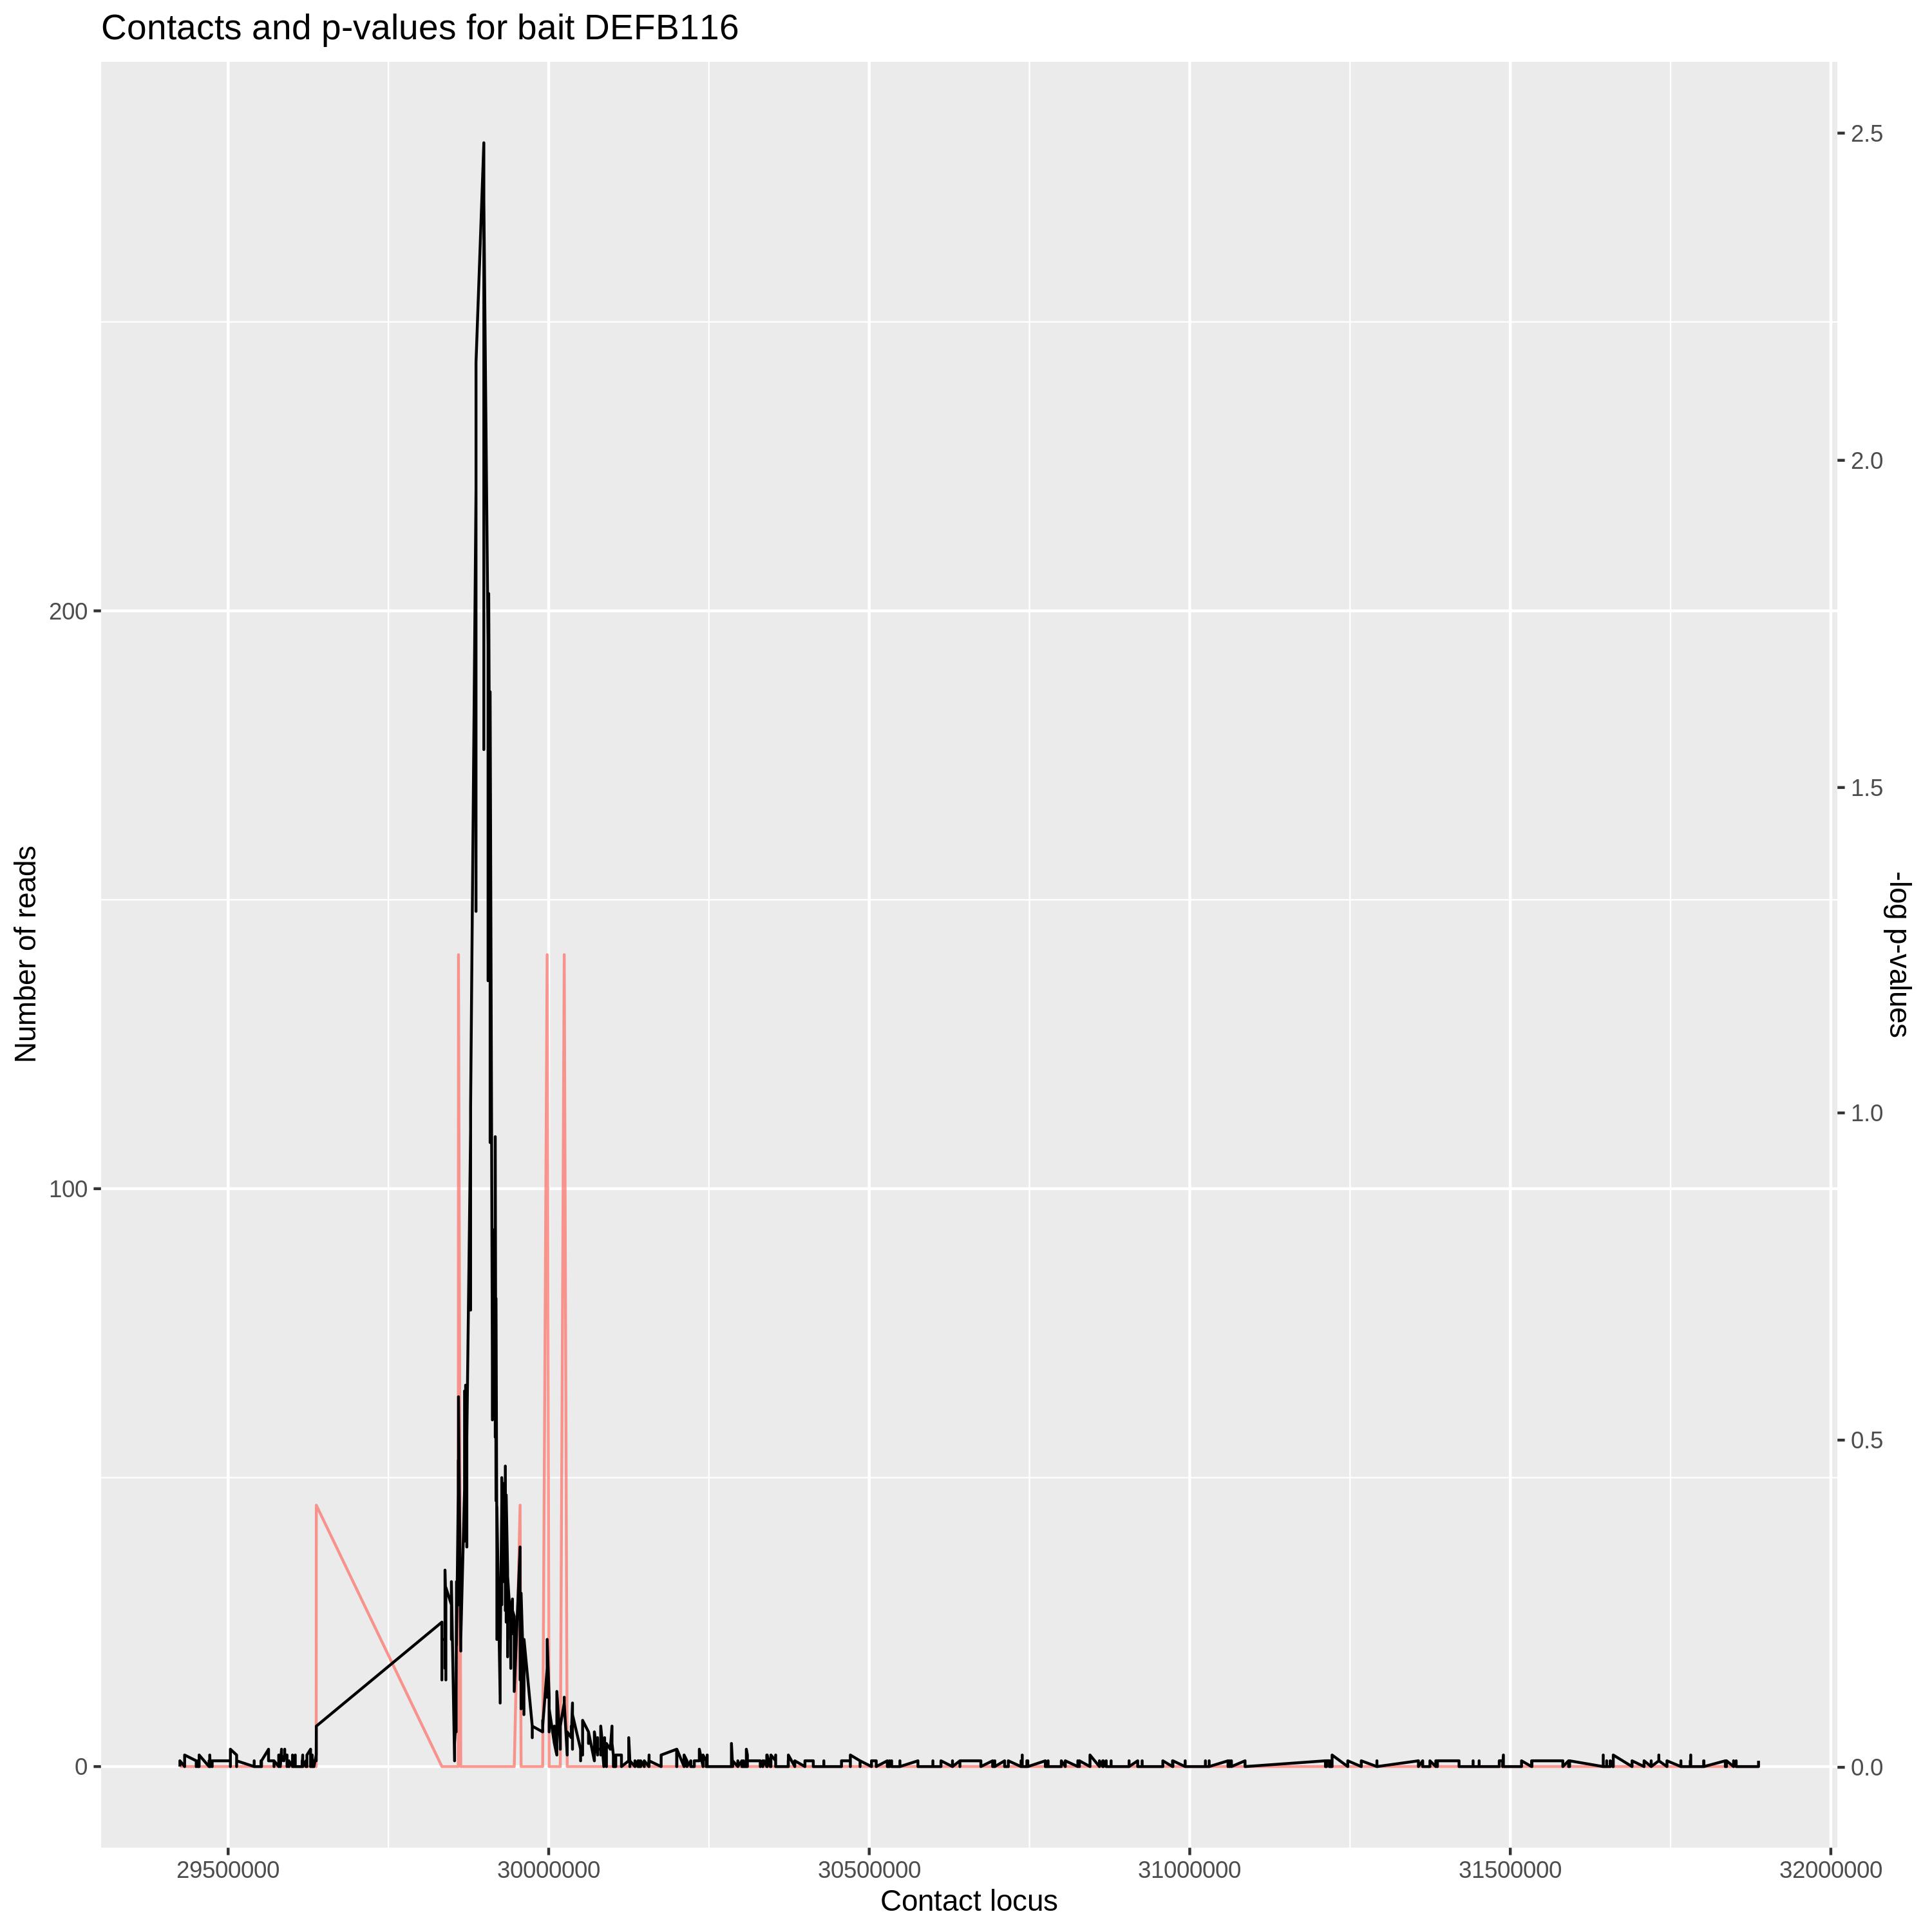 Contacts and p-values for bait DEFB116
Number of reads
200
100
0
2.5
2.0
1.5
1.0
0.5
0.0
-log p-values
29500000 30000000 30500000 31000000 31500000 32000000
Contact locus